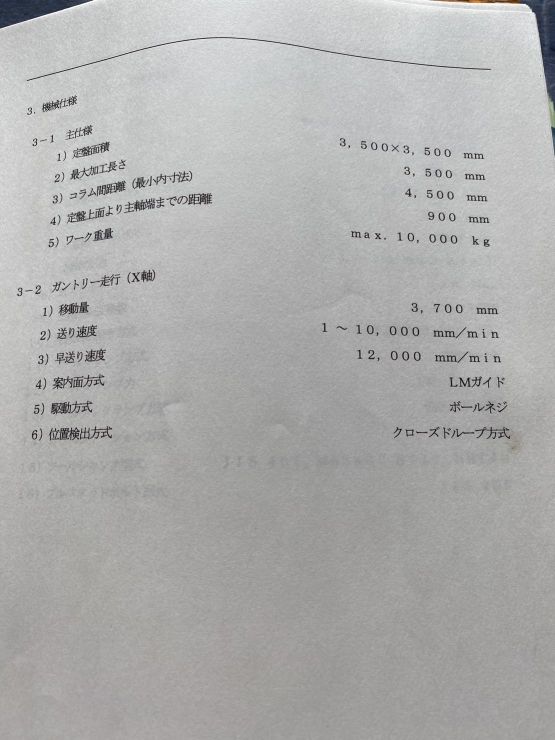 3．機械仕様
3－1　主仕様
1）定盤面積　3，500×3，500　mm
2）最大加工長さ　3，500　mm
3）コラム間距離（最小内寸法）　4，500　mm
4）定盤上面より主軸端までの距離　900　mm
5）ワーク重量　max．10，000　kg
3－2　ガントリー走行（X軸）
1）移動量　3，700　mm
2）送り速度　1　～　10，000　mm／min
3）早送り速度　12，000　mm／min
4）案内面方式　LMガイド
5）駆動方式　ボールネジ
6）位置検出方式　クローズドループ方式